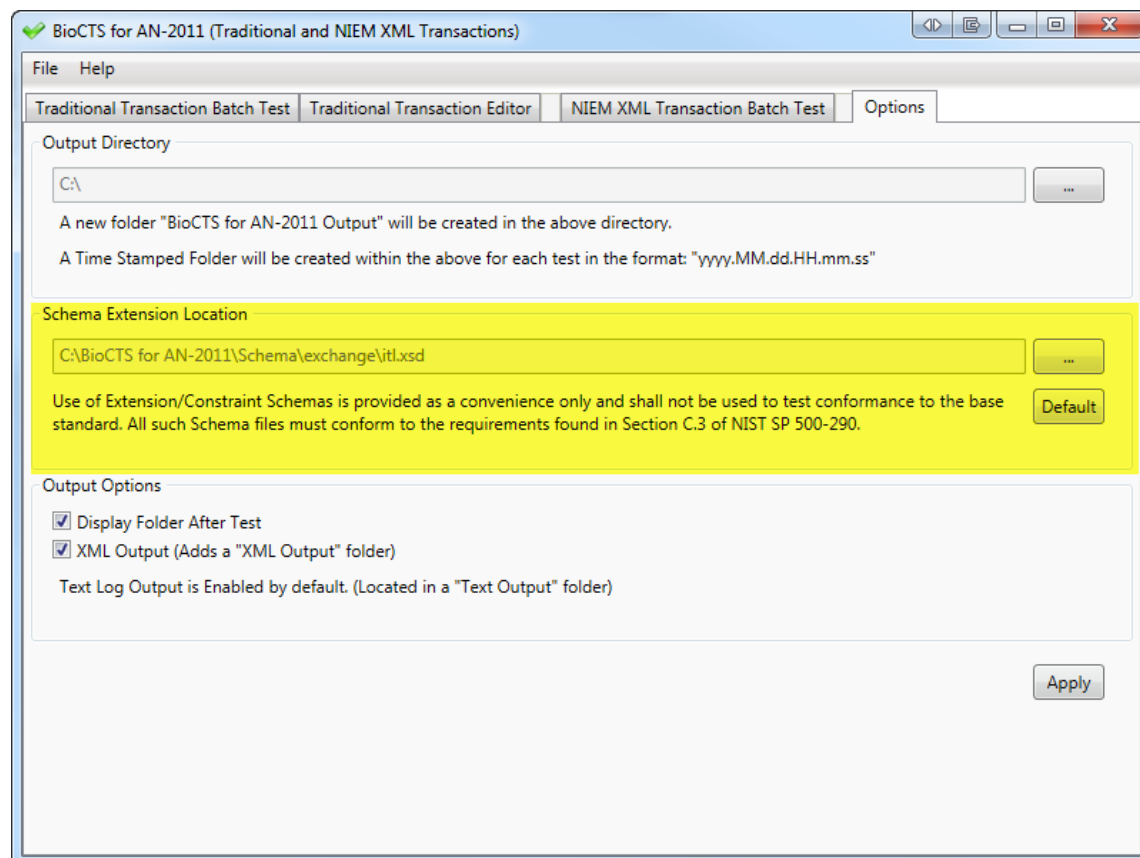 BioCTS for AN-2011 (Traditional and NIEM XML Transactions)
File Help
Traditional Transaction Batch Test Traditional Transaction Editor NIEM XML Transaction Batch Test Options
Output Directory
C:\ ...
A new folder "BioCTS for AN-2011 Output" will be created in the above directory.
A Time Stamped Folder will be created within the above for each test in the format: "yyyy.MM.dd.HH.mm.ss"
Schema Extension Location
C:\BioCTS for AN-2011\Schema\exchange\itl.xsd ...
Use of Extension/Constraint Schemas is provided as a convenience only and shall not be used to test conformance to the base Default
standard. All such Schema files must conform to the requirements found in Section C.3 of NIST SP 500-290.
Output Options
Display Folder After Test
XML Output (Adds a "XML Output" folder)
Text Log Output is Enabled by default. (Located in a "Text Output" folder)
Apply